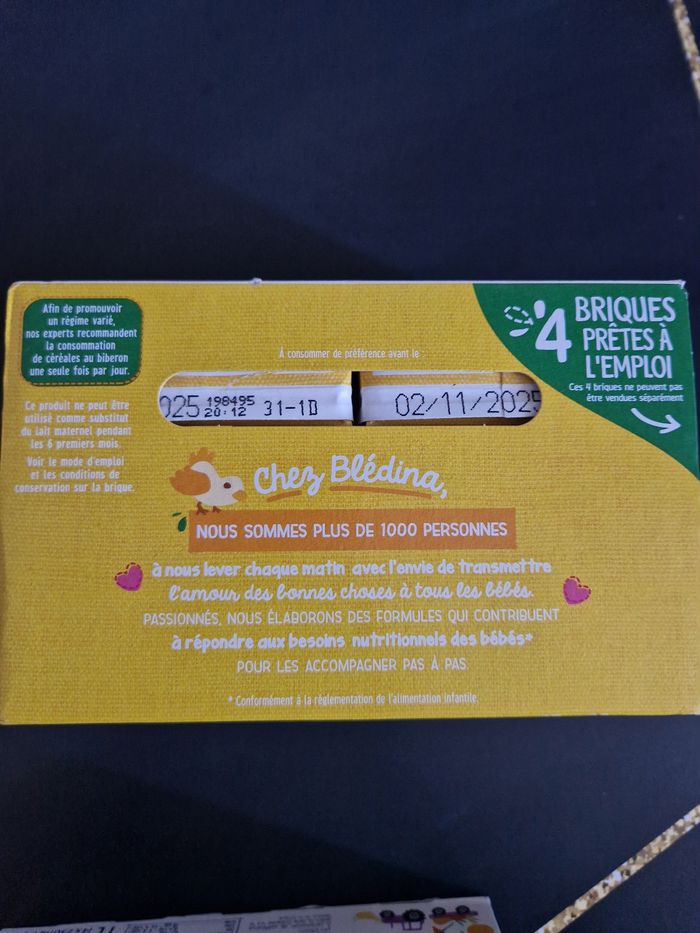 Afin de promouvoir
un régime varié,
nos experts recommandent
la consommation
de céréales au biberon
une seule fois par jour.
Ce produit ne peut être
utilisé comme substitut
du lait maternel pendant
les 6 premiers mois.
Voir le mode d'emploi
et les conditions de
conservation sur la brique.
À consommer de préférence avant le :
025 198495
20:12 31-1D
02/11/2025
4 BRIQUES
PRÊTES À
L'EMPLOI
Ces 4 briques ne peuvent pas
être vendues séparément
Chez Blédina,
NOUS SOMMES PLUS DE 1000 PERSONNES
à nous lever chaque matin avec l'envie de transmettre
l'amour des bonnes choses à tous les bébés.
PASSIONNÉS, NOUS ÉLABORONS DES FORMULES QUI CONTRIBUENT
à répondre aux besoins nutritionnels des bébés*
POUR LES ACCOMPAGNER PAS À PAS.
* Conformément à la réglementation de l'alimentation infantile.